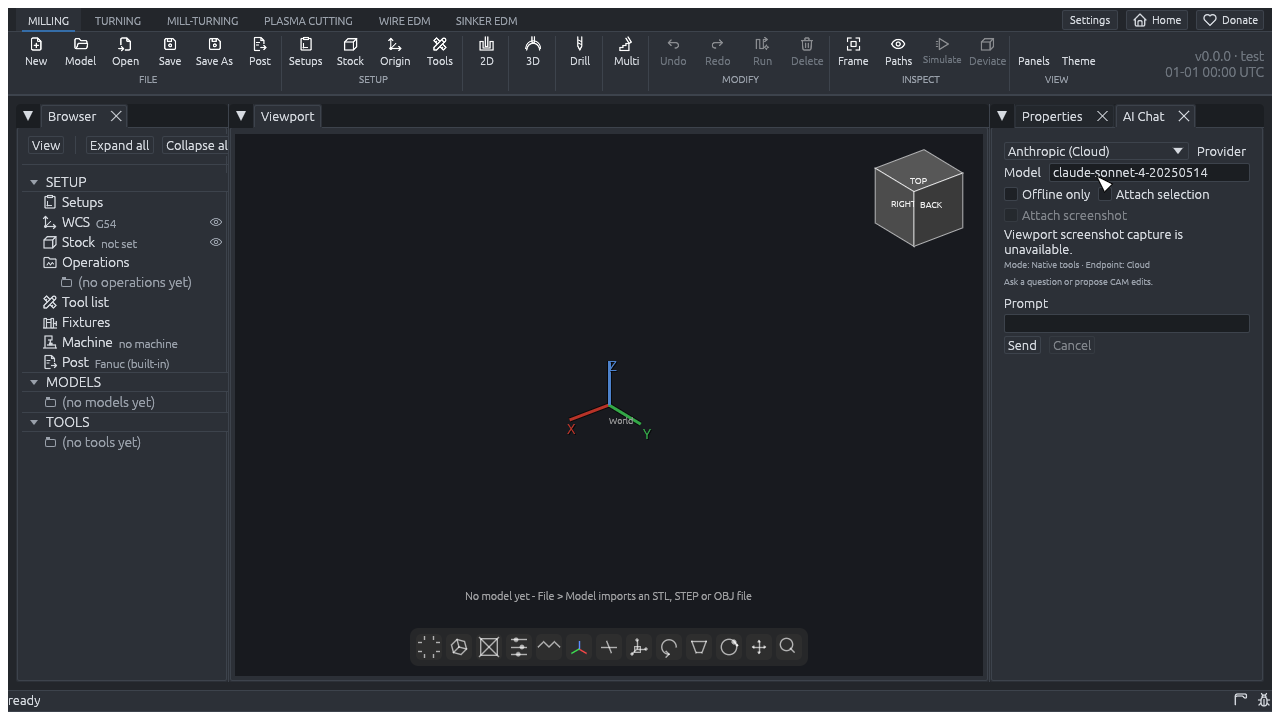 MILLING TURNING MILL-TURNING PLASMA CUTTING WIRE EDM SINKER EDM Settings Home Donate
New Model Open Save Save As Post Setups Stock Origin Tools 2D 3D Drill Multi Undo Redo Run Delete Frame Paths Simulate Deviate Panels Theme
FILE SETUP MODIFY INSPECT VIEW
v0.0.0 · test
01-01 00:00 UTC
Browser
View Expand all Collapse al
SETUP
Setups
WCS G54
Stock not set
Operations
(no operations yet)
Tool list
Fixtures
Machine no machine
Post Fanuc (built-in)
MODELS
(no models yet)
TOOLS
(no tools yet)
Viewport
TOP
RIGHT BACK
Z
World
X
Y
No model yet - File > Model imports an STL, STEP or OBJ file
Properties AI Chat
Anthropic (Cloud) Provider
Model claude-sonnet-4-20250514
Offline only Attach selection
Attach screenshot
Viewport screenshot capture is
unavailable.
Mode: Native tools · Endpoint: Cloud
Ask a question or propose CAM edits.
Prompt
Send Cancel
ready